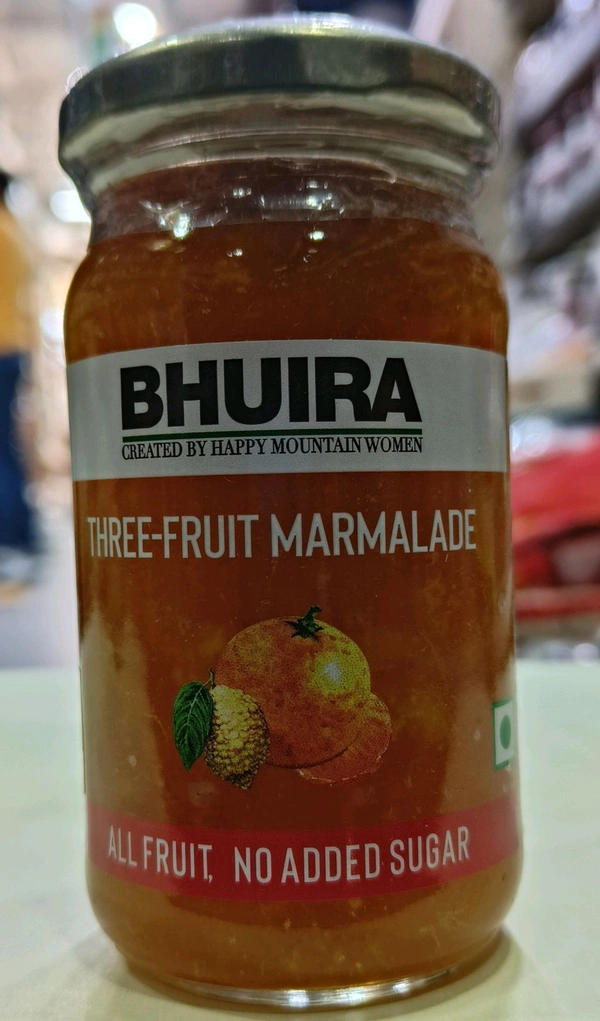 BHUIRA
CREATED BY HAPPY MOUNTAIN WOMEN
THREE-FRUIT MARMALADE
ALL FRUIT, NO ADDED SUGAR